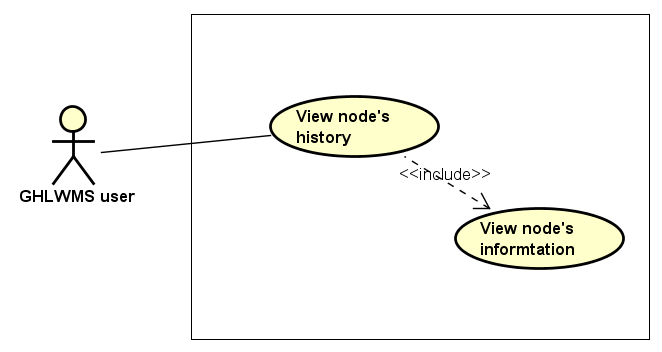 View node's
history
<<include>>
GHLWMS user
View node's
informtation